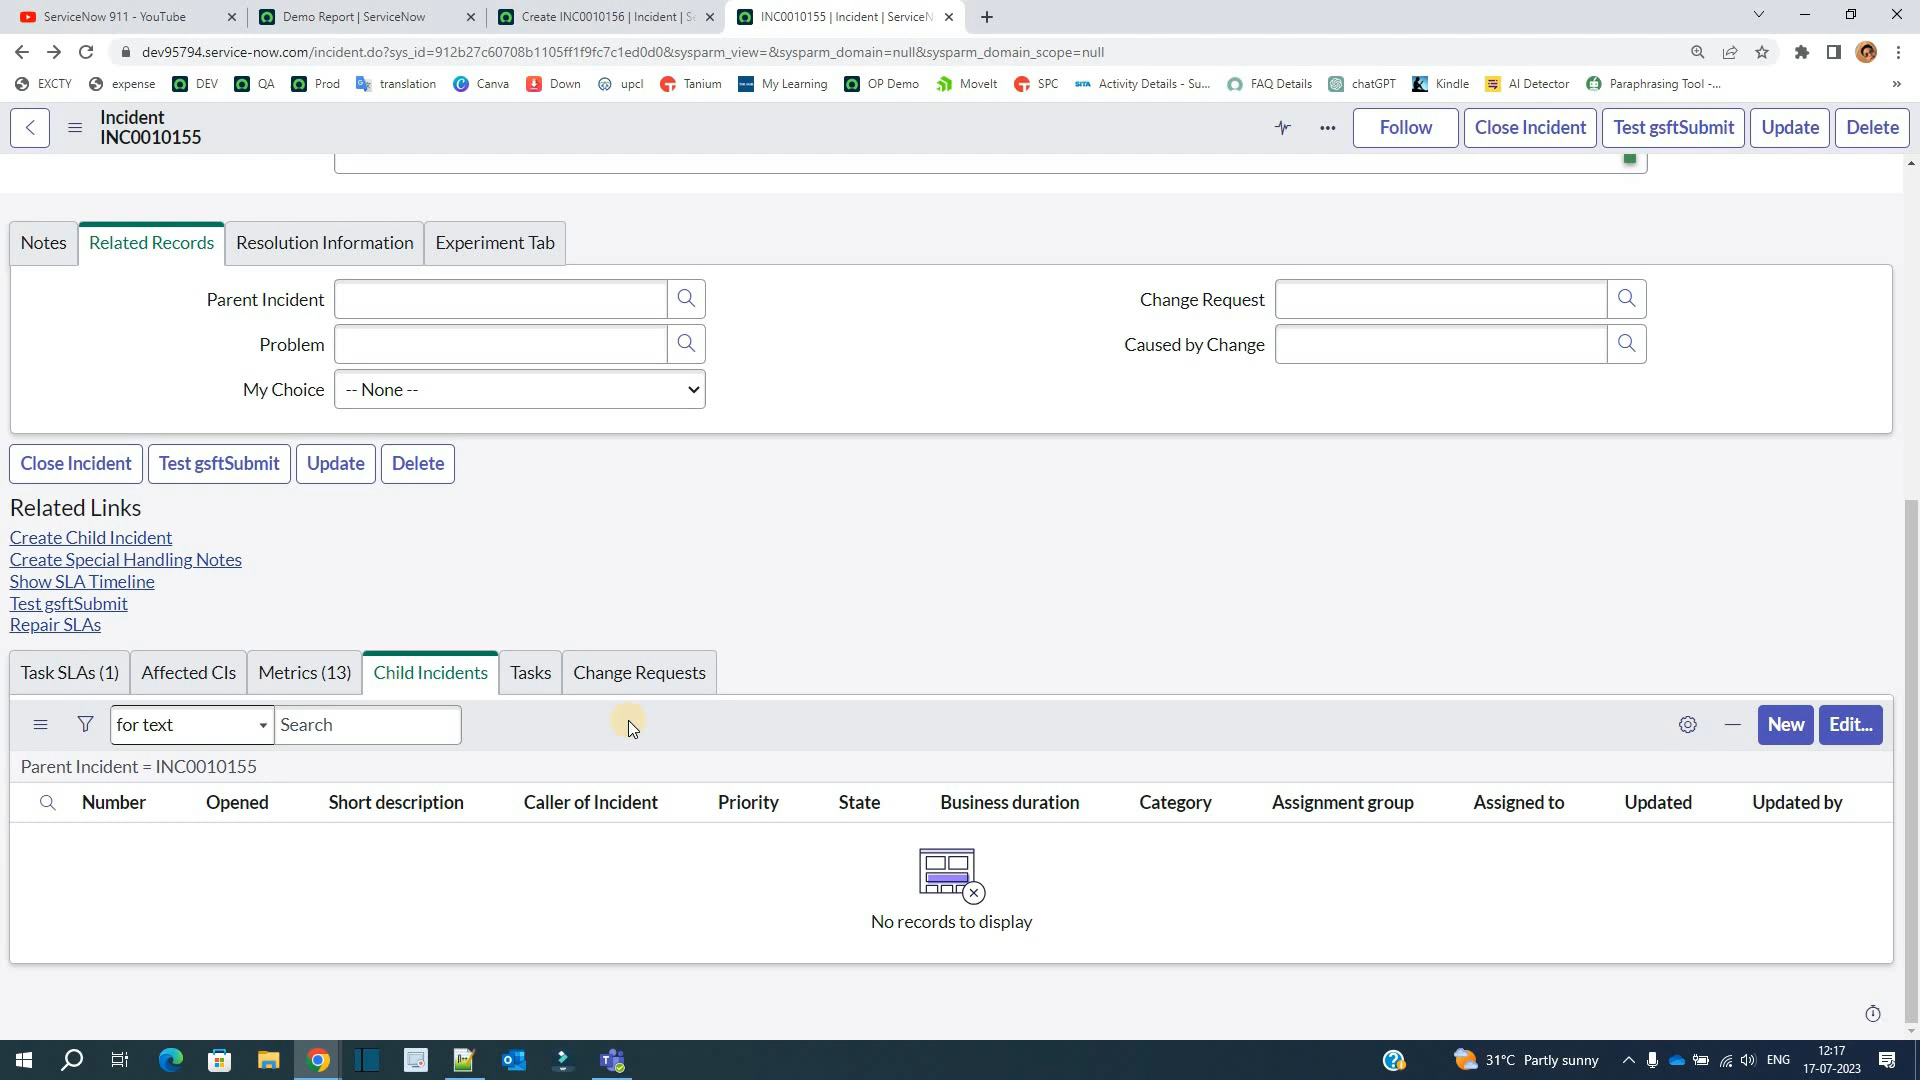 ServiceNow 911 - YouTube
Demo Report | ServiceNow
Create INC0010156 | Incident | Se
INC0010155 | Incident | ServiceN
dev95794.service-now.com/incident.do?sys_id=912b27c60708b1105ff1f9fc7c1ed0d0&sysparm_view=&sysparm_domain=null&sysparm_domain_scope=null
EXCTY expense DEV QA Prod translation Canva Down upcl Tanium My Learning OP Demo MoveIt SPC Activity Details - Su... FAQ Details chatGPT Kindle AI Detector Paraphrasing Tool -...
Incident
INC0010155
Follow Close Incident Test gsftSubmit Update Delete
Notes Related Records Resolution Information Experiment Tab
Parent Incident Change Request
Problem Caused by Change
My Choice -- None --
Close Incident Test gsftSubmit Update Delete
Related Links
Create Child Incident
Create Special Handling Notes
Show SLA Timeline
Test gsftSubmit
Repair SLAs
Task SLAs (1) Affected CIs Metrics (13) Child Incidents Tasks Change Requests
for text Search New Edit...
Parent Incident = INC0010155
Number Opened Short description Caller of Incident Priority State Business duration Category Assignment group Assigned to Updated Updated by
No records to display
31°C Partly sunny ENG 12:17
17-07-2023